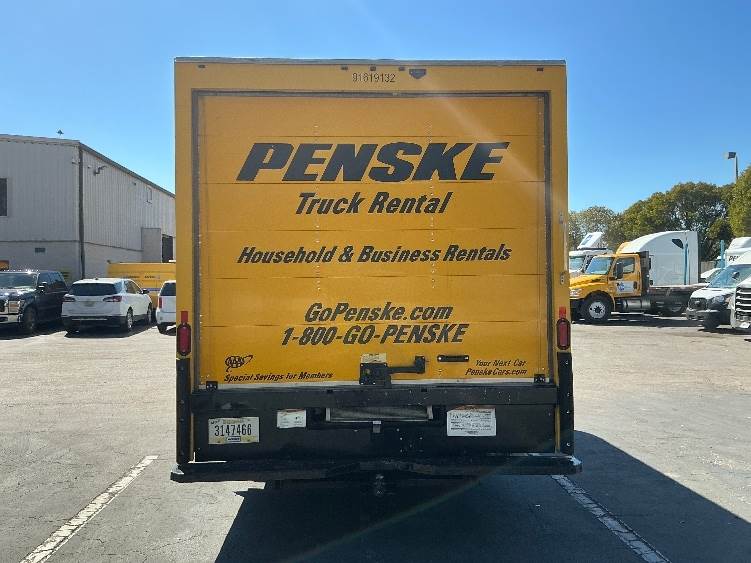 91619132
PENSKE
Truck Rental
Household & Business Rentals
GoPenske.com
1-800-GO-PENSKE
AAA
Special Savings for Members
Your Next Car
PenskeCars.com
3147466